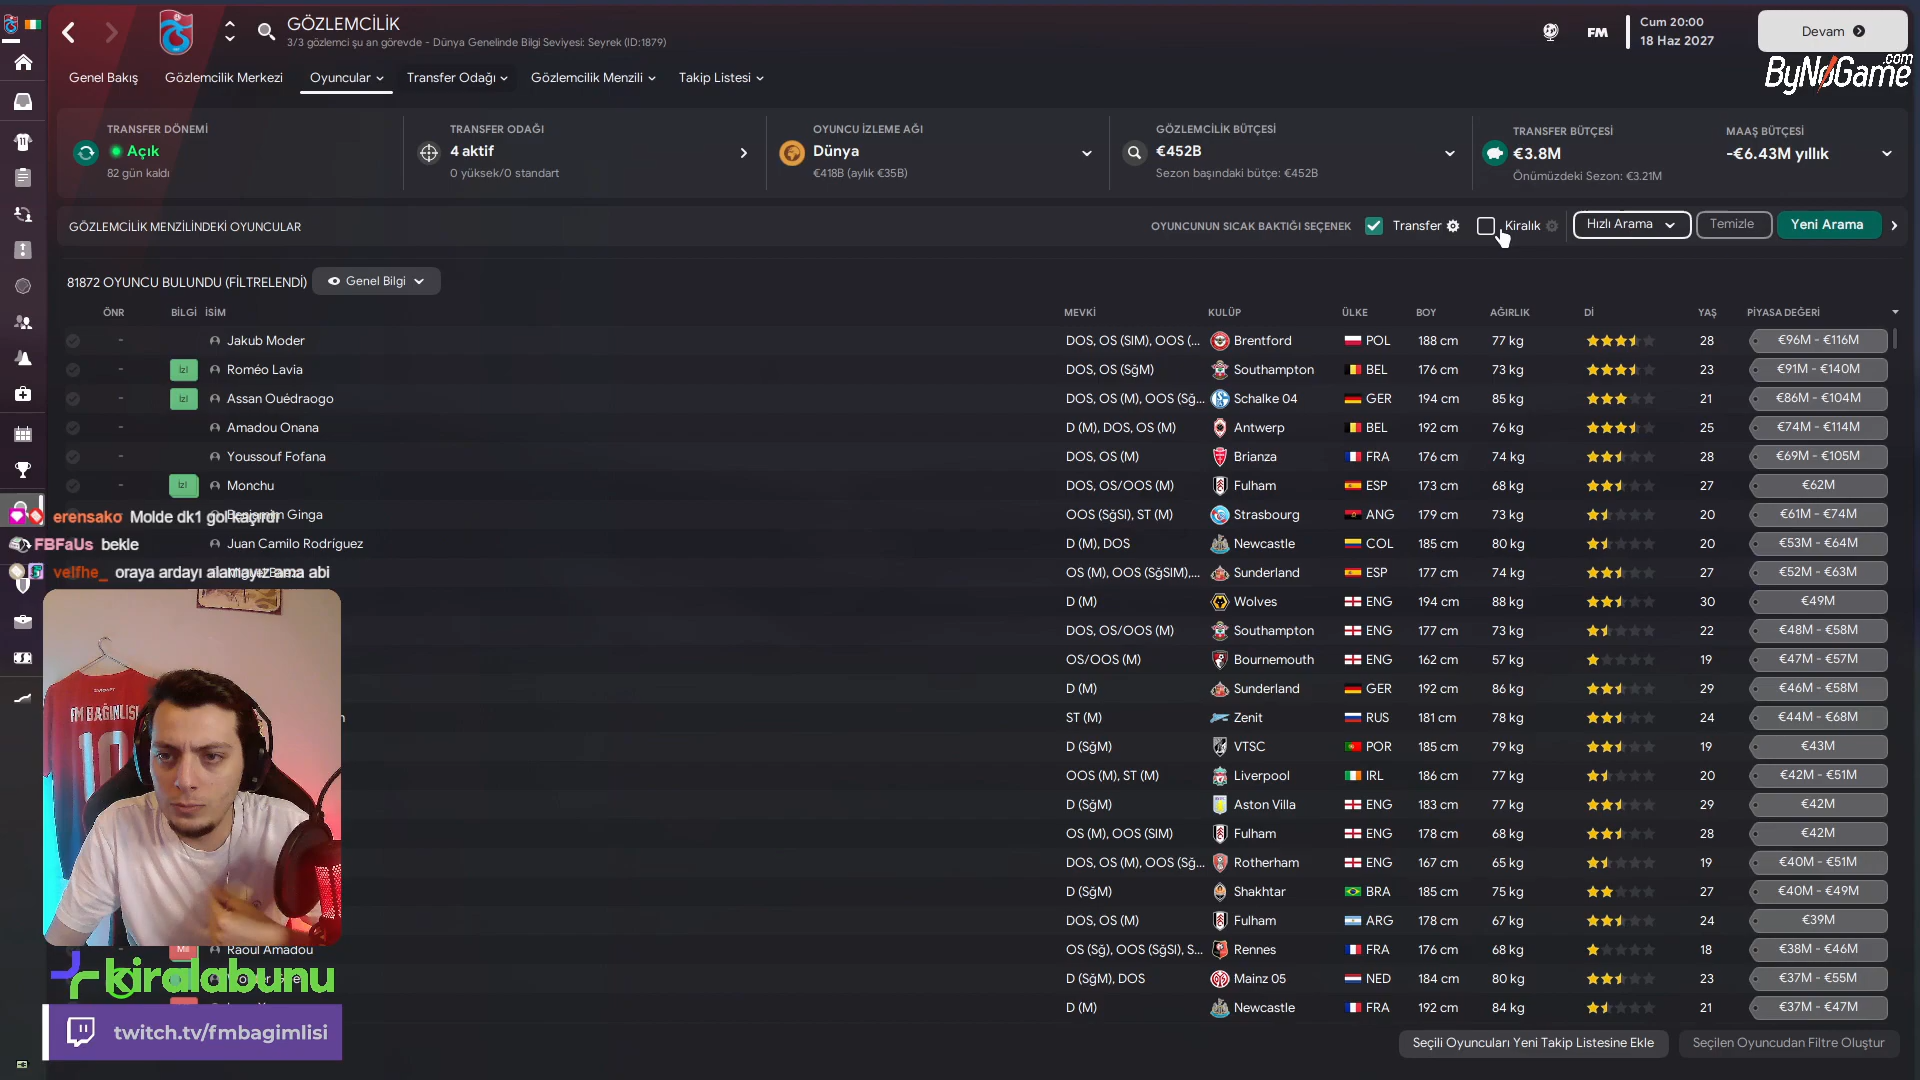 GÖZLEMCİLİK
3/3 gözlemci şu an görevde - Dünya Genelinde Bilgi Seviyesi: Seyrek (ID:1879)
FM
Cum 20:00
18 Haz 2027
Devam
ByNoGame.com
Genel Bakış
Gözlemcilik Merkezi
Oyuncular
Transfer Odağı
Gözlemcilik Menzili
Takip Listesi
TRANSFER DÖNEMİ
Açık
82 gün kaldı
TRANSFER ODAĞI
4 aktif
0 yüksek/0 standart
OYUNCU İZLEME AĞI
Dünya
€418B (aylık €35B)
GÖZLEMCİLİK BÜTÇESİ
€452B
Sezon başındaki bütçe: €452B
TRANSFER BÜTÇESİ
€3.8M
Önümüzdeki Sezon: €3.21M
MAAŞ BÜTÇESİ
-€6.43M yıllık
GÖZLEMCİLİK MENZİLİNDEKİ OYUNCULAR
OYUNCUNUN SICAK BAKTIĞI SEÇENEK
Transfer
Kiralık
Hızlı Arama
Temizle
Yeni Arama
81872 OYUNCU BULUNDU (FİLTRELENDİ)
Genel Bilgi
ÖNR BİLGİ İSİM MEVKİ KULÜP ÜLKE BOY AĞIRLIK Dİ YAŞ PİYASA DEĞERİ
- Jakub Moder DOS, OS (SIM), OOS (... Brentford POL 188 cm 77 kg 28 €96M - €116M
- İzl Roméo Lavia DOS, OS (SğM) Southampton BEL 176 cm 73 kg 23 €91M - €140M
- İzl Assan Ouédraogo DOS, OS (M), OOS (Sğ... Schalke 04 GER 194 cm 85 kg 21 €86M - €104M
- Amadou Onana D (M), DOS, OS (M) Antwerp BEL 192 cm 76 kg 25 €74M - €114M
- Youssouf Fofana DOS, OS (M) Brianza FRA 176 cm 74 kg 28 €69M - €105M
- İzl Monchu DOS, OS/OOS (M) Fulham ESP 173 cm 68 kg 27 €62M
Ginga OOS (SğSI), ST (M) Strasbourg ANG 179 cm 73 kg 20 €61M - €74M
Juan Camilo Rodríguez D (M), DOS Newcastle COL 185 cm 80 kg 20 €53M - €64M
OS (M), OOS (SğSIM),... Sunderland ESP 177 cm 74 kg 27 €52M - €63M
D (M) Wolves ENG 194 cm 88 kg 30 €49M
DOS, OS/OOS (M) Southampton ENG 177 cm 73 kg 22 €48M - €58M
OS/OOS (M) Bournemouth ENG 162 cm 57 kg 19 €47M - €57M
D (M) Sunderland GER 192 cm 86 kg 29 €46M - €58M
ST (M) Zenit RUS 181 cm 78 kg 24 €44M - €68M
D (SğM) VTSC POR 185 cm 79 kg 19 €43M
OOS (M), ST (M) Liverpool IRL 186 cm 77 kg 20 €42M - €51M
D (SğM) Aston Villa ENG 183 cm 77 kg 29 €42M
OS (M), OOS (SIM) Fulham ENG 178 cm 68 kg 28 €42M
DOS, OS (M), OOS (Sğ... Rotherham ENG 167 cm 65 kg 19 €40M - €51M
D (SğM) Shakhtar BRA 185 cm 75 kg 27 €40M - €49M
DOS, OS (M) Fulham ARG 178 cm 67 kg 24 €39M
Mil Raoul Amadou OS (Sğ), OOS (SğSI), S... Rennes FRA 176 cm 68 kg 18 €38M - €46M
D (SğM), DOS Mainz 05 NED 184 cm 80 kg 23 €37M - €55M
D (M) Newcastle FRA 192 cm 84 kg 21 €37M - €47M
erensako Molde dk1 gol kaçırdı
FBFaUs bekle
velfhe_ oraya ardayı alamayız ama abi
FM BAĞIMLISI
10
kiralabunu
twitch.tv/fmbagimlisi
Seçili Oyuncuları Yeni Takip Listesine Ekle
Seçilen Oyuncudan Filtre Oluştur